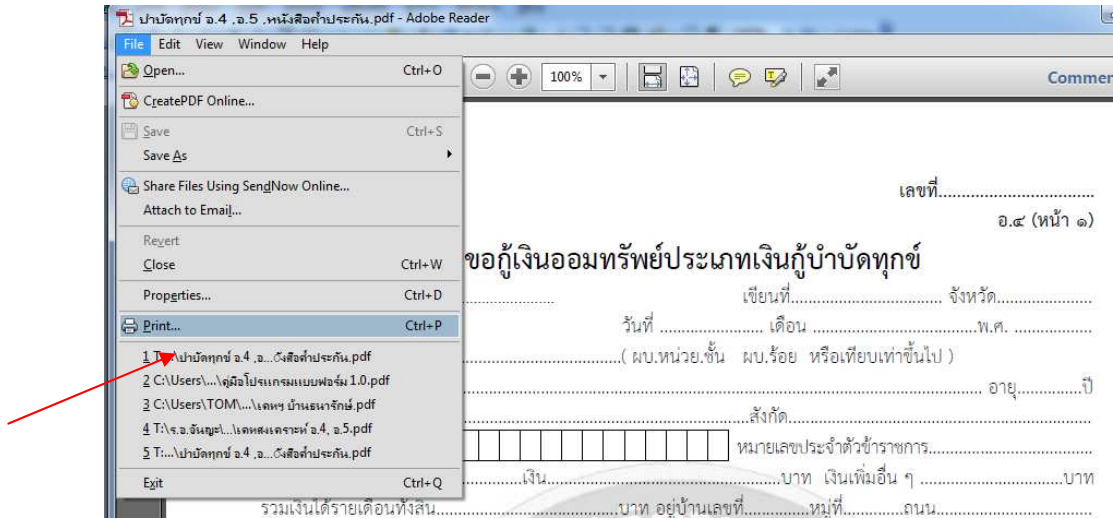 ปาบัดทุกข์ อ.4 ,อ.5 ,หนังสือค้ำประกัน.pdf - Adobe Reader
File Edit View Window Help
Open... Ctrl+O
100%
Commen
CreatePDF Online...
Save Ctrl+S
Save As
Share Files Using SendNow Online...
Attach to Email...
Revert
Close Ctrl+W
Properties... Ctrl+D
Print... Ctrl+P
1 T:...\ปาบัดทุกข์ อ.4 ,อ...ังสือค้ำประกัน.pdf
2 C:\Users\...\คู่มือโปรแกรมแบบฟอร์ม 1.0.pdf
3 C:\Users\TOM\...\เคหฯ บ้านธนารักษ์.pdf
4 T:\ร.อ.ธัญญะ\...\เคหสงเคราะห์ อ.4, อ.5.pdf
5 T:...\ปาบัดทุกข์ อ.4 ,อ...ังสือค้ำประกัน.pdf
Exit Ctrl+Q
เลขที่..................................
อ.๔ (หน้า ๑)
ขอกู้เงินออมทรัพย์ประเภทเงินกู้บำบัดทุกข์
เขียนที่.................................. จังหวัด.....................
วันที่ ....................... เดือน ....................................พ.ศ. .................
...................................( ผบ.หน่วย.ชั้น ผบ.ร้อย หรือเทียบเท่าขึ้นไป )
อายุ..............ปี
สังกัด....................................................................
หมายเลขประจำตัวข้าราชการ....................................
..............เงิน....................................................บาท เงินเพิ่มอื่น ๆ ................................บาท
รวมเงินได้รายเดือนทั้งสิ้น.......................................บาท อยู่บ้านเลขที่..............หมู่ที่.............ถนน...................................